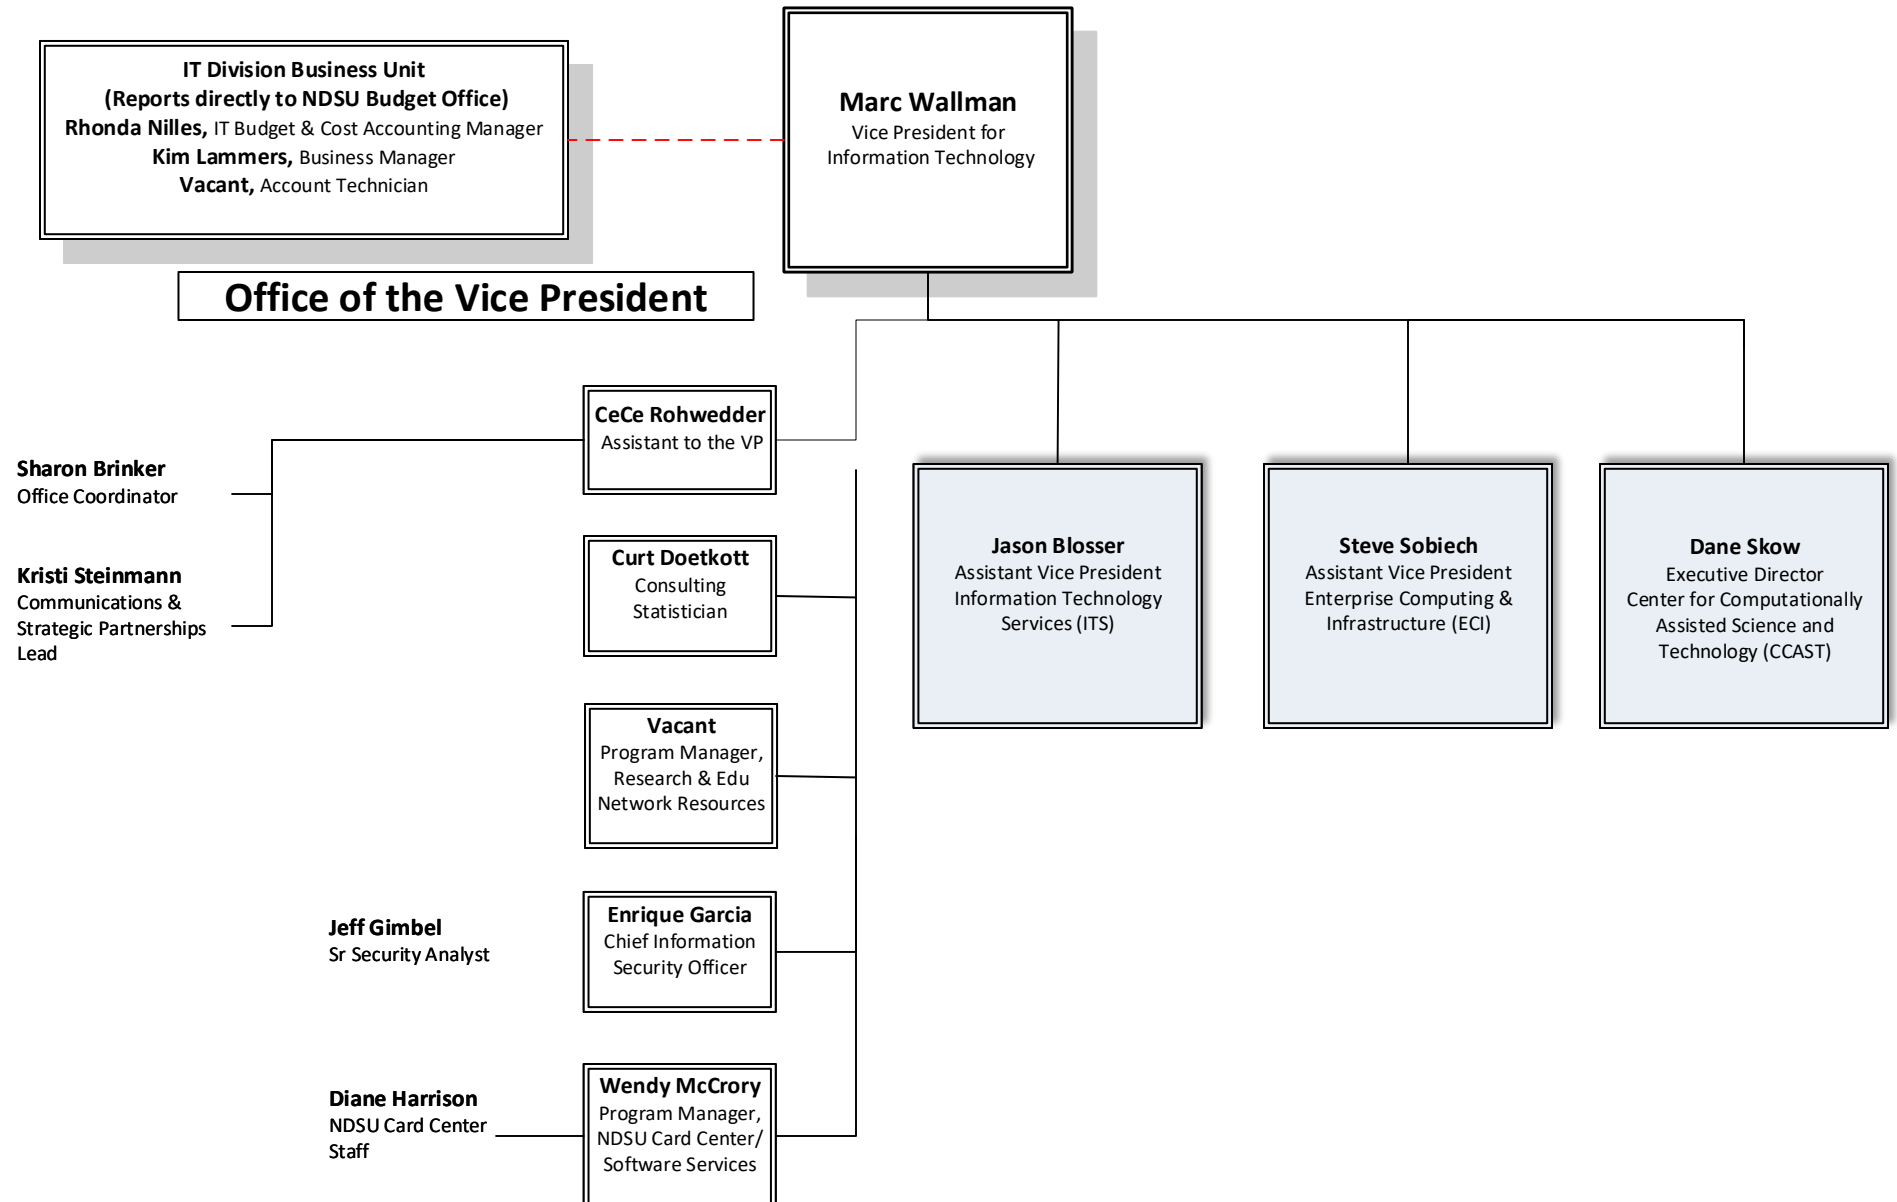 IT Division Business Unit
(Reports directly to NDSU Budget Office)
Rhonda Nilles, IT Budget & Cost Accounting Manager
Kim Lammers, Business Manager
Vacant, Account Technician
Marc Wallman
Vice President for
Information Technology
Office of the Vice President
CeCe Rohwedder
Assistant to the VP
Sharon Brinker
Office Coordinator
Kristi Steinmann
Communications &
Strategic Partnerships
Lead
Curt Doetkott
Consulting
Statistician
Vacant
Program Manager,
Research & Edu
Network Resources
Jeff Gimbel
Sr Security Analyst
Enrique Garcia
Chief Information
Security Officer
Diane Harrison
NDSU Card Center
Staff
Wendy McCrory
Program Manager,
NDSU Card Center/
Software Services
Jason Blosser
Assistant Vice President
Information Technology
Services (ITS)
Steve Sobiech
Assistant Vice President
Enterprise Computing &
Infrastructure (ECI)
Dane Skow
Executive Director
Center for Computationally
Assisted Science and
Technology (CCAST)